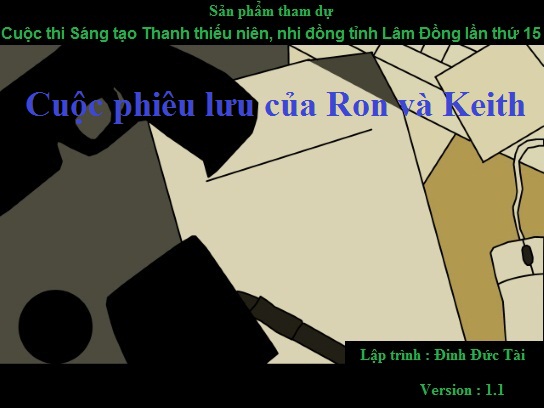 Sản phẩm tham dự
Cuộc thi Sáng tạo Thanh thiếu niên, nhi đồng tỉnh Lâm Đồng lần thứ 15
Cuộc phiêu lưu của Ron và Keith
Lập trình : Đinh Đức Tài
Version : 1.1